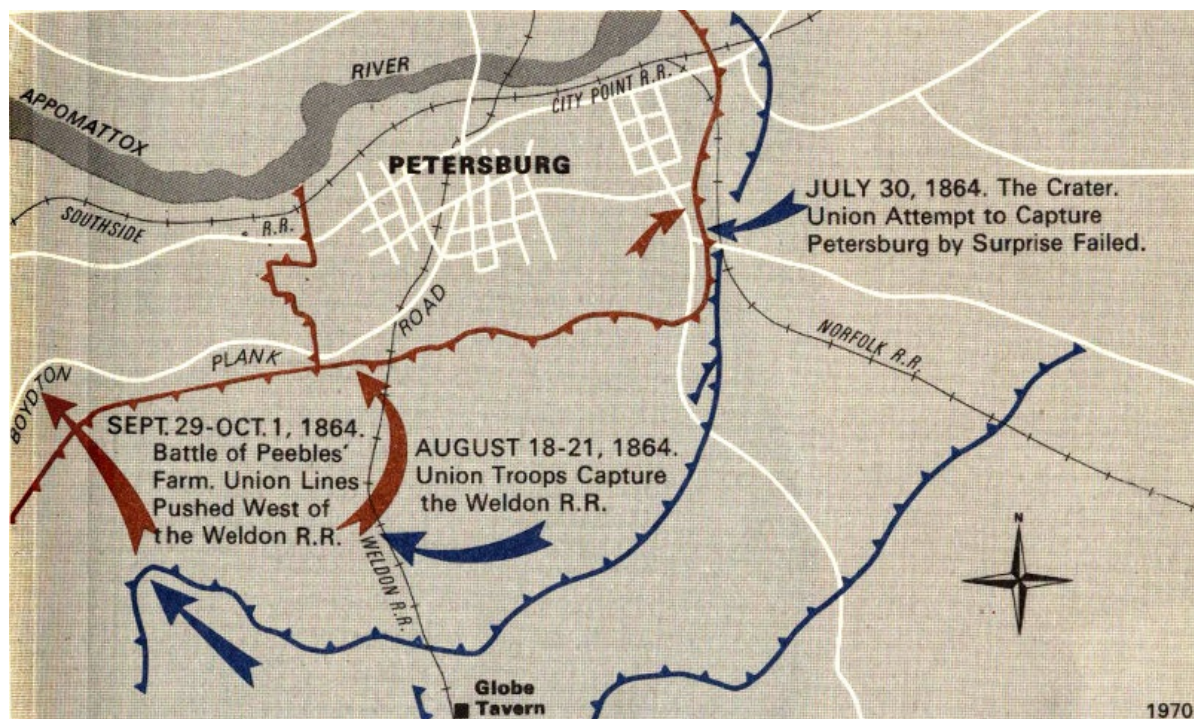 RIVER
APPOMATTOX
CITY POINT R.R.
PETERSBURG
SOUTHSIDE
R.R.
JULY 30, 1864. The Crater.
Union Attempt to Capture
Petersburg by Surprise Failed.
BOYDTON
PLANK
ROAD
NORFOLK R.R.
SEPT. 29-OCT. 1, 1864.
Battle of Peebles'
Farm. Union Lines
Pushed West of
the Weldon R.R.
AUGUST 18-21, 1864.
Union Troops Capture
the Weldon R.R.
WELDON R.R.
N
Globe
Tavern
1970